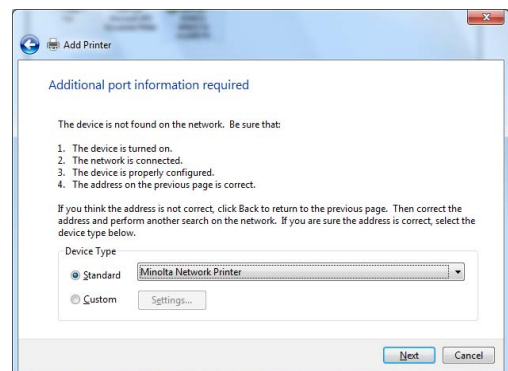 Add Printer
Additional port information required
The device is not found on the network. Be sure that:
1. The device is turned on.
2. The network is connected.
3. The device is properly configured.
4. The address on the previous page is correct.
If you think the address is not correct, click Back to return to the previous page. Then correct the
address and perform another search on the network. If you are sure the address is correct, select the
device type below.
Device Type
Standard Minolta Network Printer
Custom Settings...
Next Cancel